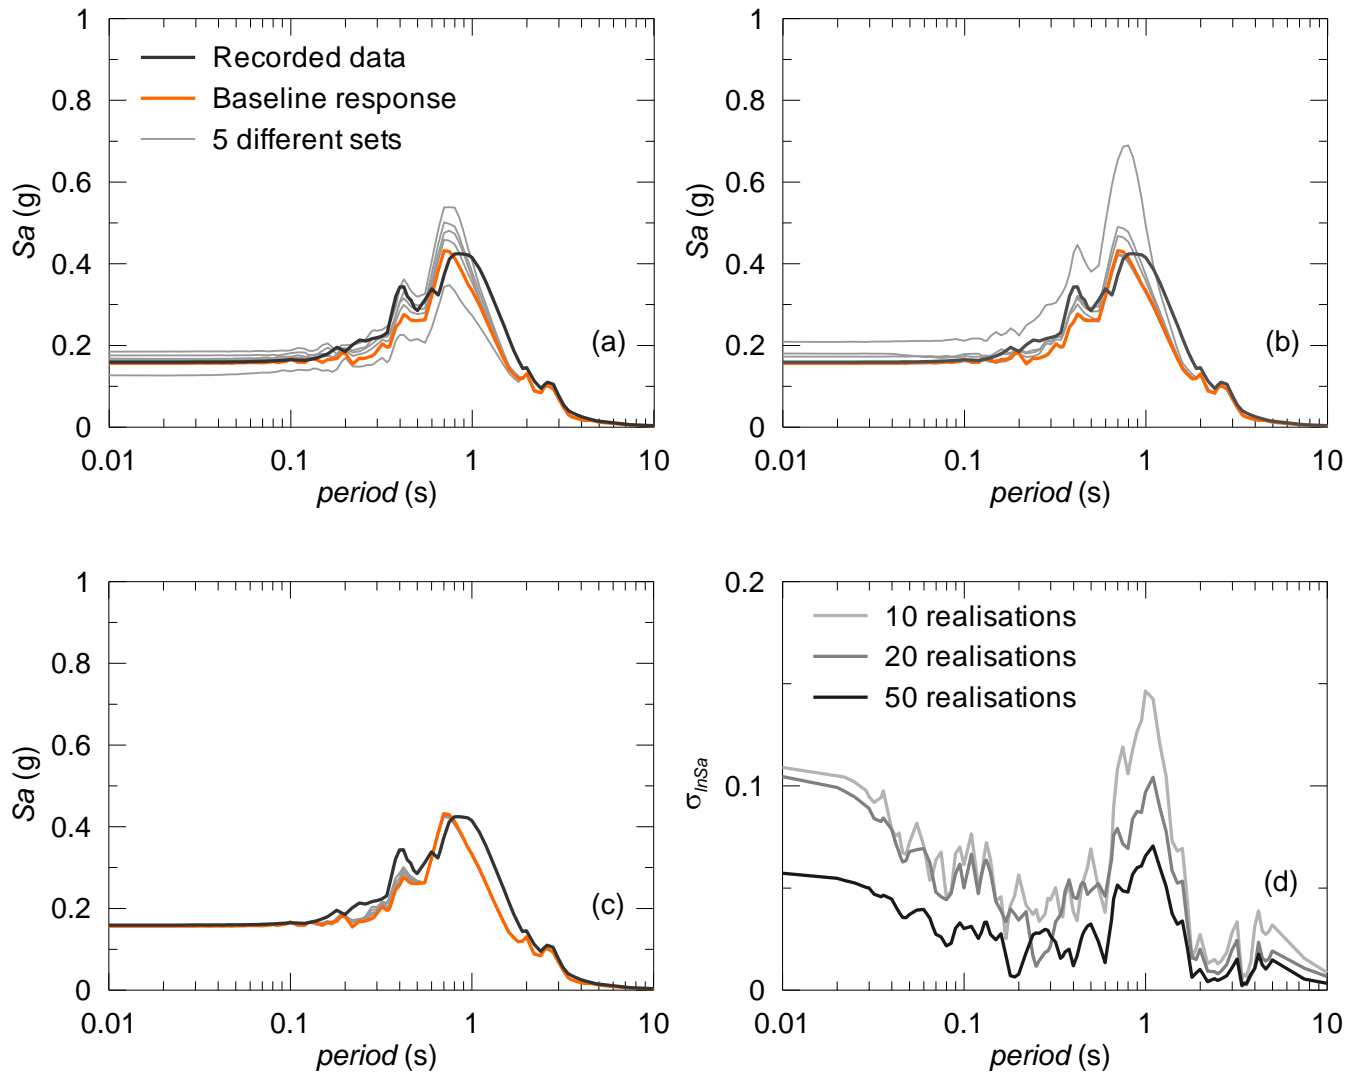 1
0.8
0.6
0.4
0.2
0
Sa (g)
Recorded data
Baseline response
5 different sets
(a)
0.01 0.1 1 10
period (s)
1
0.8
0.6
0.4
0.2
0
Sa (g)
(b)
0.01 0.1 1 10
period (s)
1
0.8
0.6
0.4
0.2
0
Sa (g)
(c)
0.01 0.1 1 10
period (s)
0.2
0.1
0
σlnSa
10 realisations
20 realisations
50 realisations
(d)
0.01 0.1 1 10
period (s)